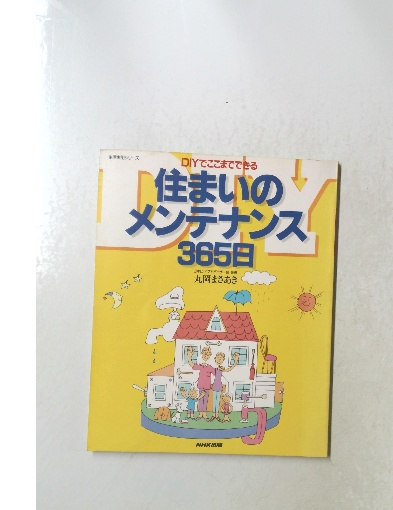 DIY
DIYでここまでできる
住まいの
メンテナンス
365日
丸岡まさあき
NHK出版